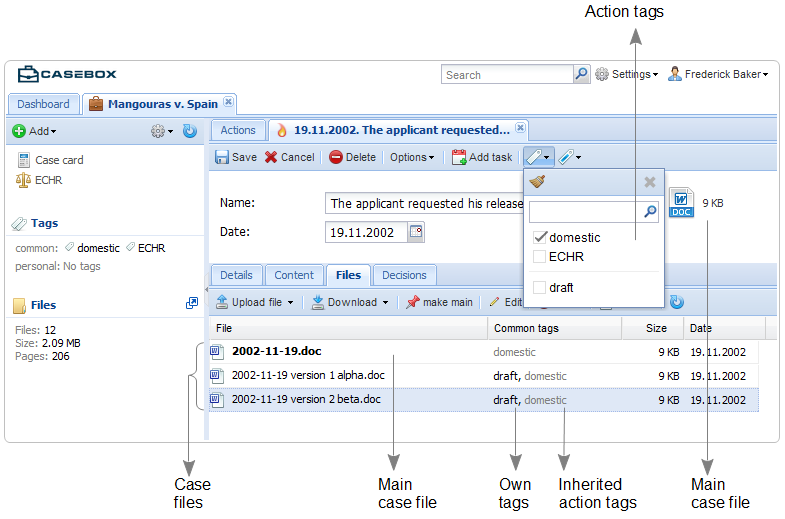 Action tags
CASEBOX
Search
Settings
Frederick Baker
Dashboard
Mangouras v. Spain
Add
Actions
19.11.2002. The applicant requested...
Save
Cancel
Delete
Options
Add task
Case card
ECHR
Name:
The applicant requested his release
DOC
9 KB
Date:
19.11.2002
domestic
ECHR
draft
Tags
common:
domestic
ECHR
personal: No tags
Files
Files: 12
Size: 2.09 MB
Pages: 206
Details
Content
Files
Decisions
Upload file
Download
make main
Edit
File
Common tags
Size
Date
2002-11-19.doc
domestic
9 KB
19.11.2002
2002-11-19 version 1 alpha.doc
draft, domestic
9 KB
19.11.2002
2002-11-19 version 2 beta.doc
draft, domestic
9 KB
19.11.2002
Case
files
Main
case file
Own
tags
Inherited
action tags
Main
case file